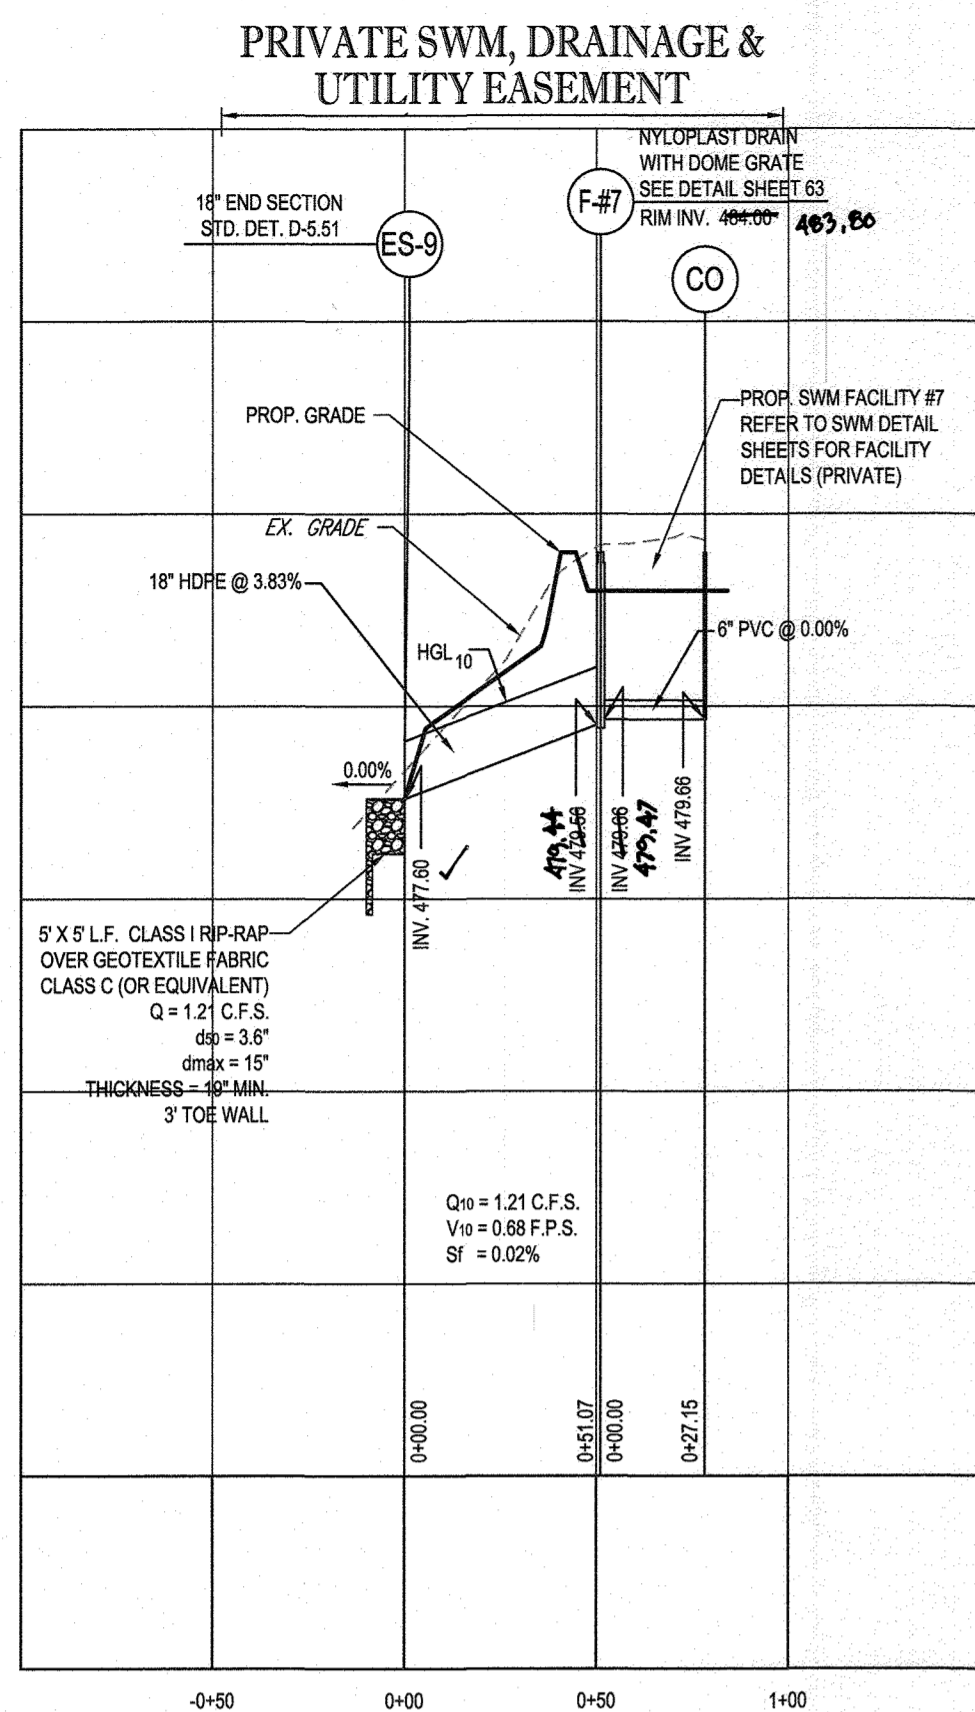 PRIVATE SWM, DRAINAGE &
UTILITY EASEMENT
NYLOPLAST DRAIN
WITH DOME GRATE
SEE DETAIL SHEET 63
RIM INV. 484.00 483.80
F-#7
18" END SECTION
STD. DET. D-5.51
ES-9
CO
PROP. GRADE
PROP. SWM FACILITY #7
REFER TO SWM DETAIL
SHEETS FOR FACILITY
DETAILS (PRIVATE)
EX. GRADE
18" HDPE @ 3.83%
6" PVC @ 0.00%
HGL10
0.00%
INV. 477.60 ✓
479.44
INV 479.56
INV 479.66
479.47
INV 479.66
5' X 5' L.F. CLASS I RIP-RAP
OVER GEOTEXTILE FABRIC
CLASS C (OR EQUIVALENT)
Q = 1.21 C.F.S.
d50 = 3.6"
dmax = 15"
THICKNESS = 19" MIN.
3' TOE WALL
Q10 = 1.21 C.F.S.
V10 = 0.68 F.P.S.
Sf = 0.02%
0+00.00
0+51.07
0+00.00
0+27.15
-0+50 0+00 0+50 1+00